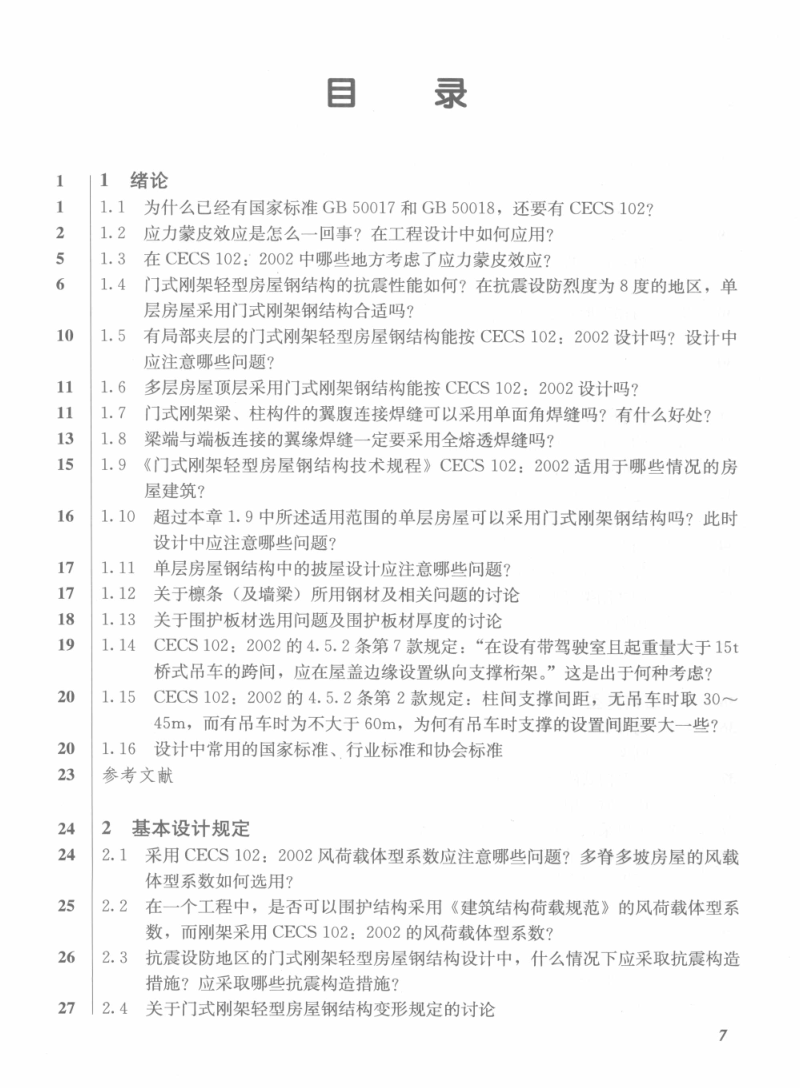 目 录
1 1 绪论
1 1.1 为什么已经有国家标准 GB 50017 和 GB 50018，还要有 CECS 102？
2 1.2 应力蒙皮效应是怎么一回事？在工程设计中如何应用？
5 1.3 在 CECS 102：2002 中哪些地方考虑了应力蒙皮效应？
6 1.4 门式刚架轻型房屋钢结构的抗震性能如何？在抗震设防烈度为 8 度的地区，单
层房屋采用门式刚架钢结构合适吗？
10 1.5 有局部夹层的门式刚架轻型房屋钢结构能按 CECS 102：2002 设计吗？设计中
应注意哪些问题？
11 1.6 多层房屋顶层采用门式刚架钢结构能按 CECS 102：2002 设计吗？
11 1.7 门式刚架梁、柱构件的翼腹连接焊缝可以采用单面角焊缝吗？有什么好处？
13 1.8 梁端与端板连接的翼缘焊缝一定要采用全熔透焊缝吗？
15 1.9 《门式刚架轻型房屋钢结构技术规程》CECS 102：2002 适用于哪些情况的房
屋建筑？
16 1.10 超过本章 1.9 中所述适用范围的单层房屋可以采用门式刚架钢结构吗？此时
设计中应注意哪些问题？
17 1.11 单层房屋钢结构中的披屋设计应注意哪些问题？
17 1.12 关于檩条（及墙梁）所用钢材及相关问题的讨论
18 1.13 关于围护板材选用问题及围护板材厚度的讨论
19 1.14 CECS 102：2002 的 4.5.2 条第 7 款规定：“在设有带驾驶室且起重量大于 15t
桥式吊车的跨间，应在屋盖边缘设置纵向支撑桁架。”这是出于何种考虑？
20 1.15 CECS 102：2002 的 4.5.2 条第 2 款规定：柱间支撑间距，无吊车时取 30～
45m，而有吊车时为不大于 60m，为何有吊车时支撑的设置间距要大一些？
20 1.16 设计中常用的国家标准、行业标准和协会标准
23 参考文献
24 2 基本设计规定
24 2.1 采用 CECS 102：2002 风荷载体型系数应注意哪些问题？多脊多坡房屋的风载
体型系数如何选用？
25 2.2 在一个工程中，是否可以围护结构采用《建筑结构荷载规范》的风荷载体型系
数，而刚架采用 CECS 102：2002 的风荷载体型系数？
26 2.3 抗震设防地区的门式刚架轻型房屋钢结构设计中，什么情况下应采取抗震构造
措施？应采取哪些抗震构造措施？
27 2.4 关于门式刚架轻型房屋钢结构变形规定的讨论
7